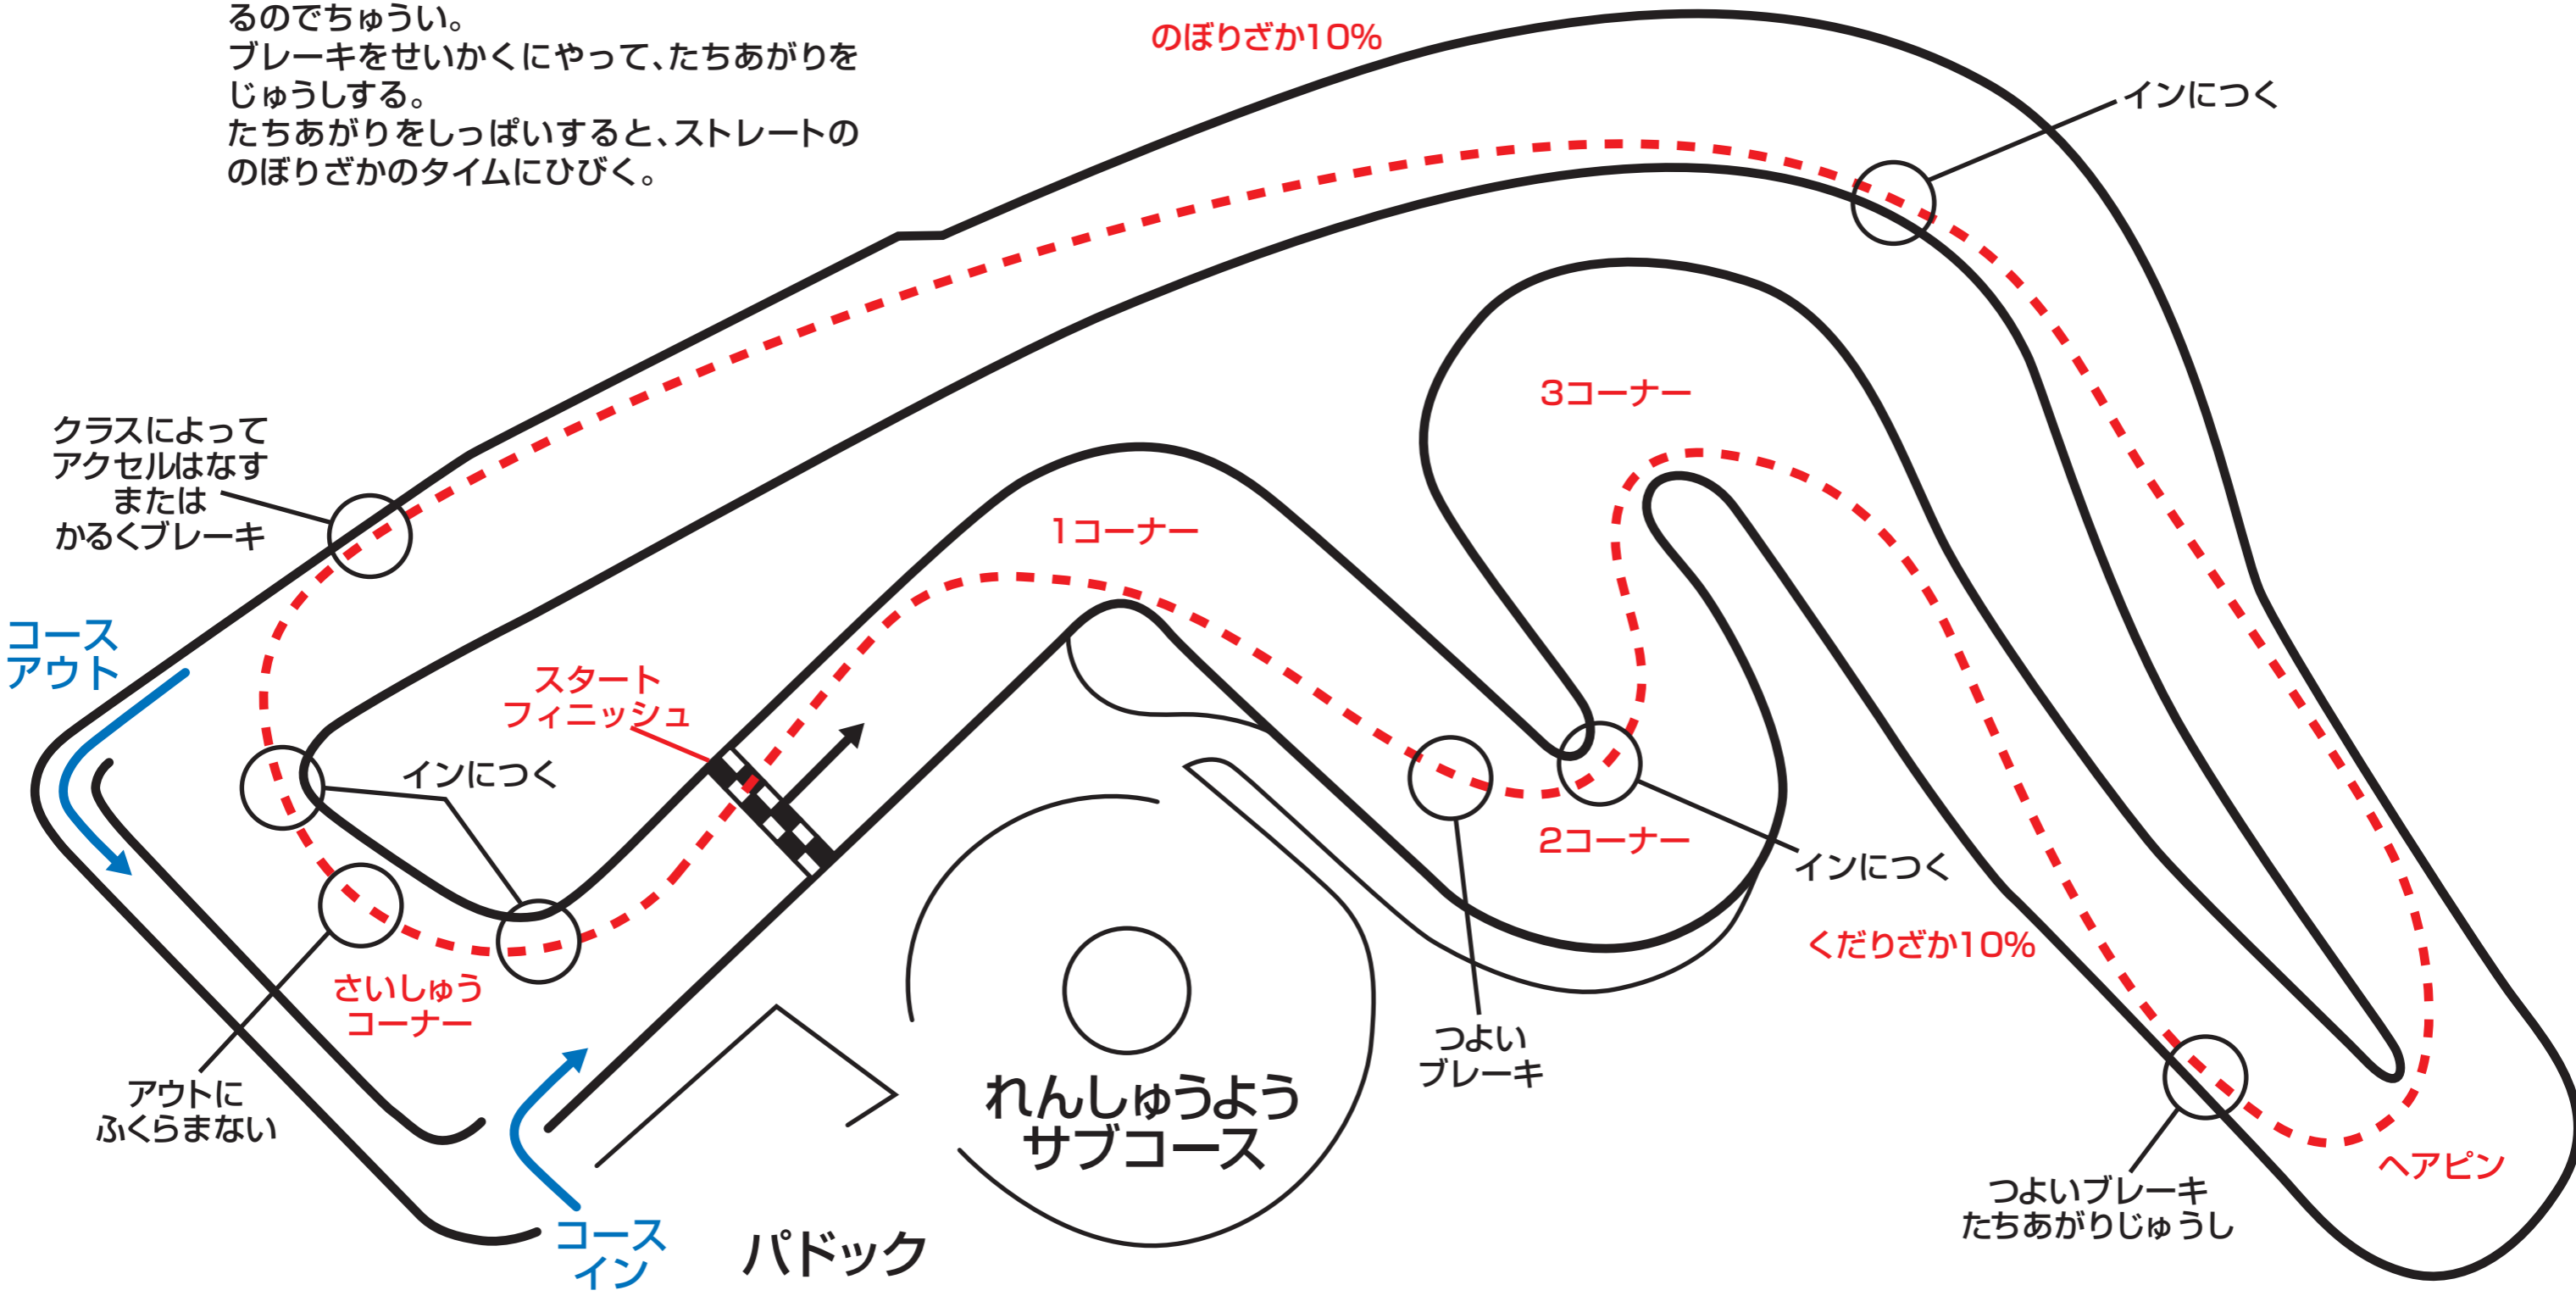 るのでちゅうい。
ブレーキをせいかくにやって、たちあがりを
じゅうしする。
たちあがりをしっぱいすると、ストレートの
のぼりざかのタイムにひびく。
のぼりざか10%
インにつく
クラスによって
アクセルはなす
または
かるくブレーキ
3コーナー
1コーナー
コース
アウト
スタート
フィニッシュ
インにつく
2コーナー
インにつく
くだりざか10%
さいしゅう
コーナー
つよい
ブレーキ
アウトに
ふくらまない
れんしゅうよう
サブコース
ヘアピン
つよいブレーキ
たちあがりじゅうし
コース
イン
パドック